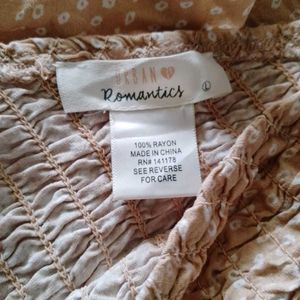 URBAN
Romantics
L
100% RAYON
MADE IN CHINA
RN# 141178
SEE REVERSE
FOR CARE